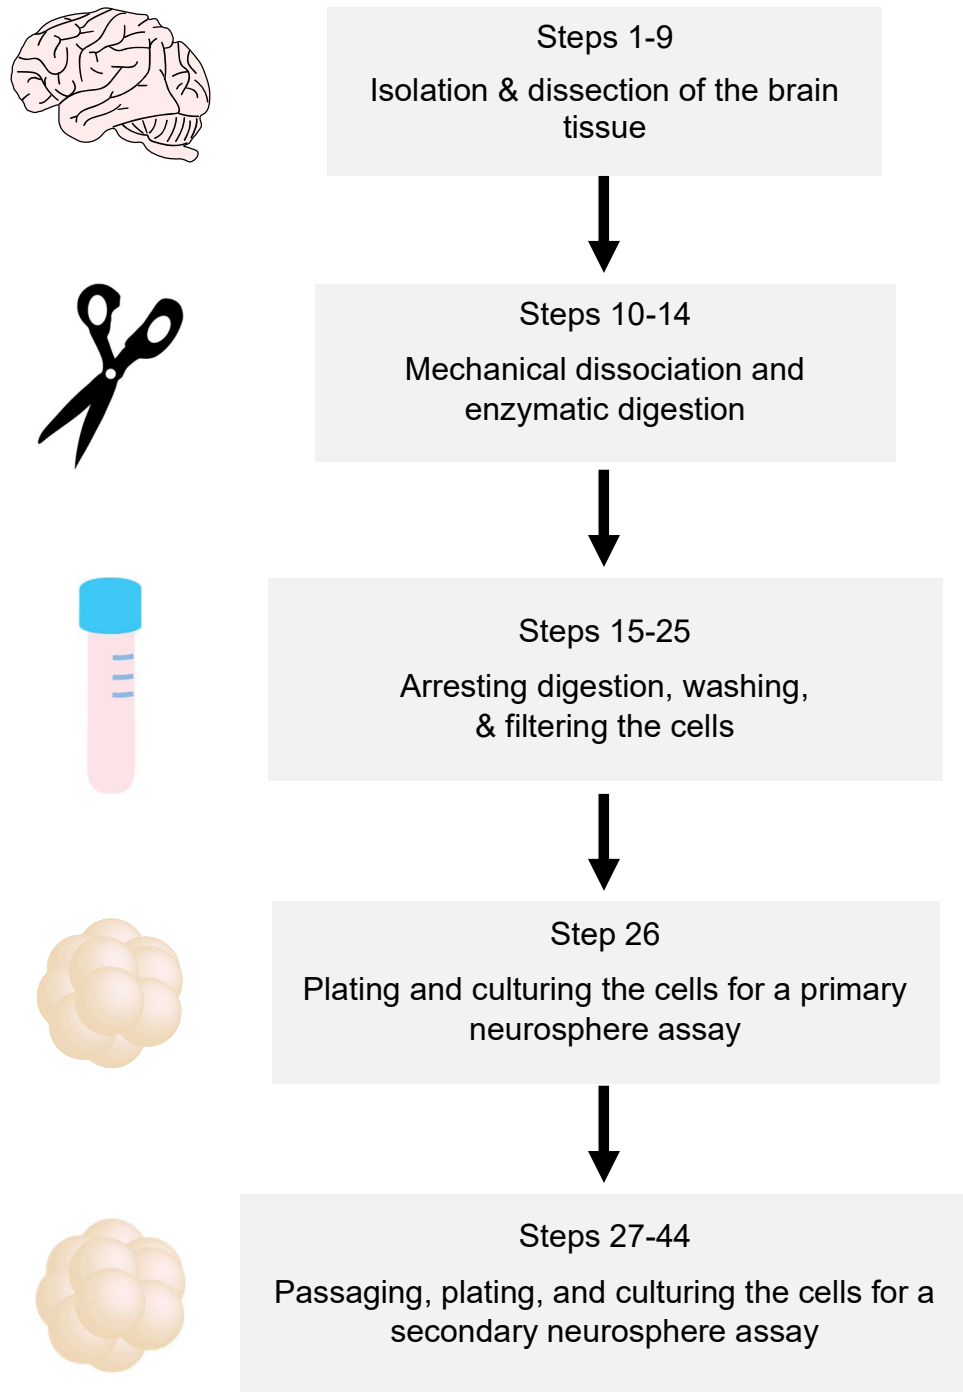 Steps 1-9
Isolation & dissection of the brain
tissue
Steps 10-14
Mechanical dissociation and
enzymatic digestion
Steps 15-25
Arresting digestion, washing,
& filtering the cells
Step 26
Plating and culturing the cells for a primary
neurosphere assay
Steps 27-44
Passaging, plating, and culturing the cells for a
secondary neurosphere assay